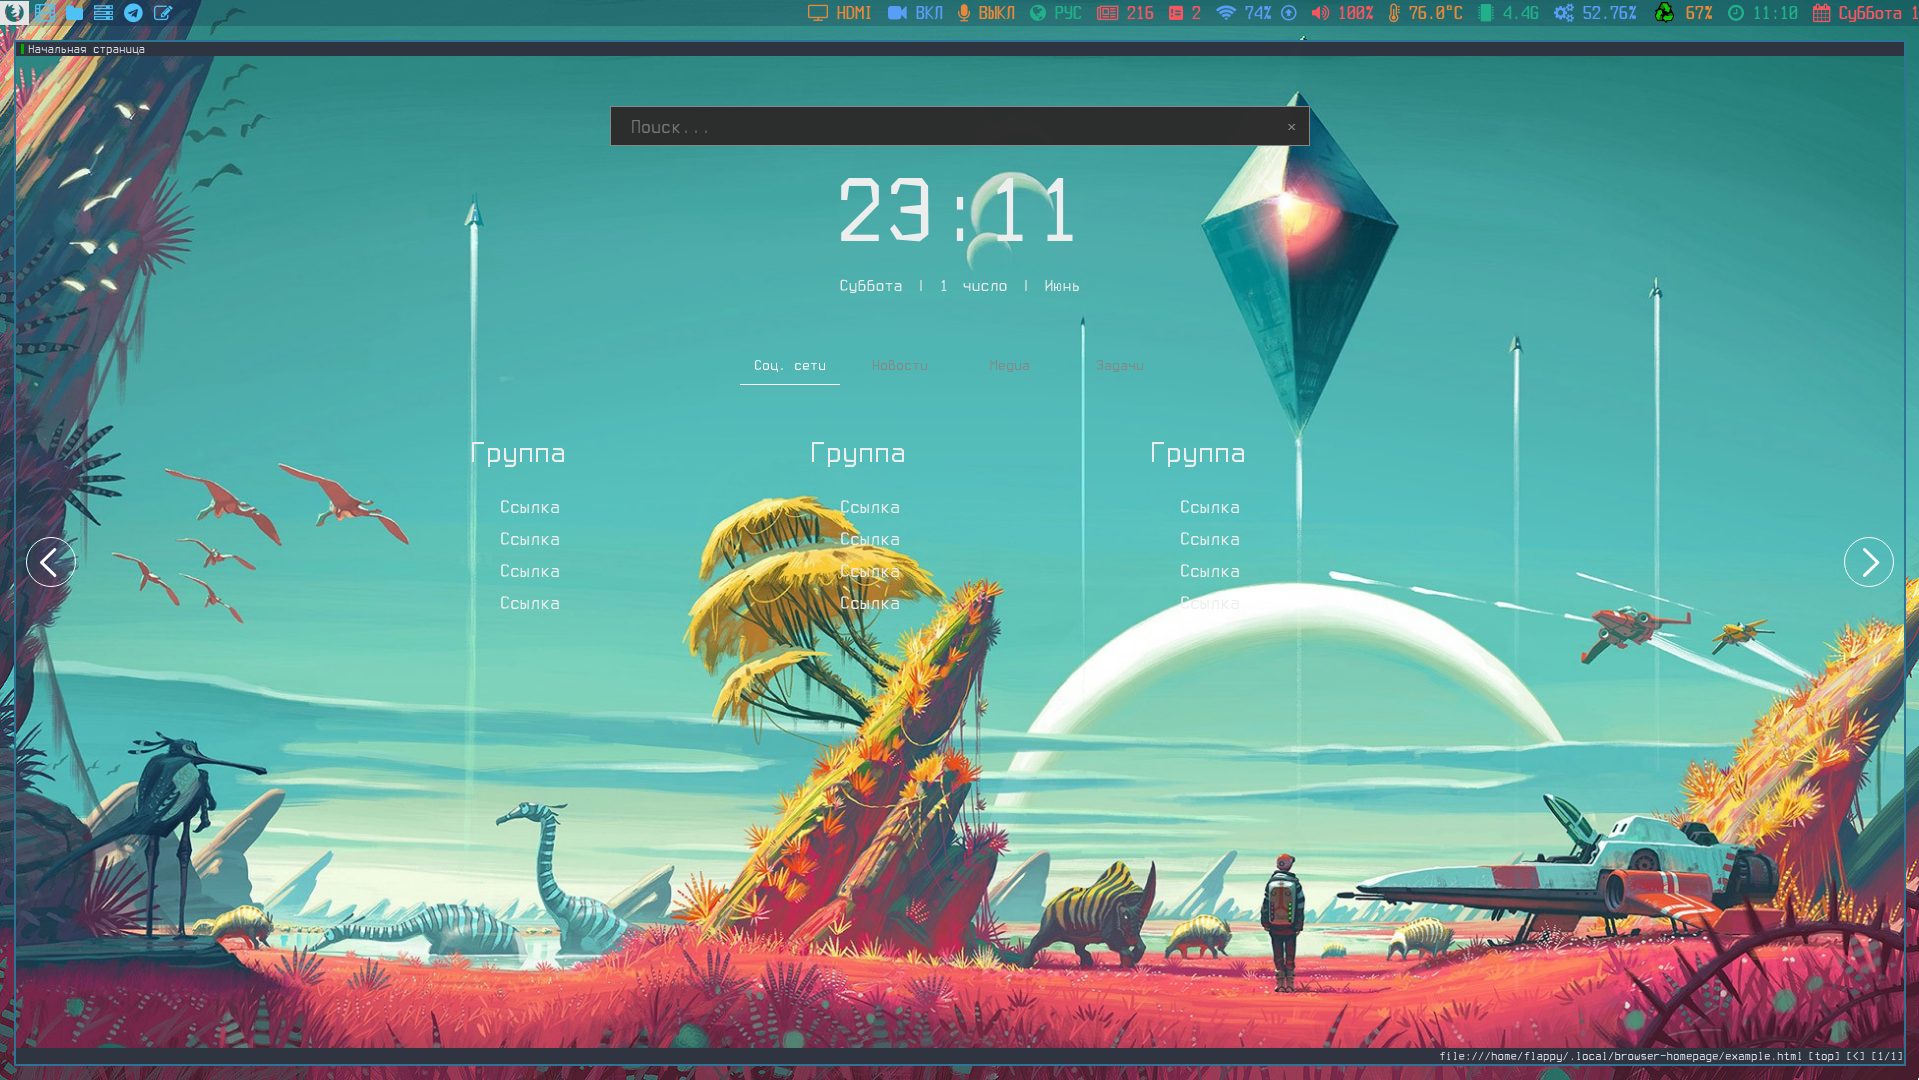 HDMI ВКЛ ВЫКЛ РУС 216 2 74% 100% 76.0°C 4.4G 52.76% 67% 11:10 Суббота 1
Начальная страница
Поиск... ×
23:11
Суббота | 1 число | Июнь
Соц. сети Новости Медиа Задачи
Группа Группа Группа
Ссылка Ссылка Ссылка
Ссылка Ссылка Ссылка
Ссылка Ссылка Ссылка
Ссылка Ссылка Ссылка
file:///home/flappy/.local/browser-homepage/example.html [top] [<] [1/1]